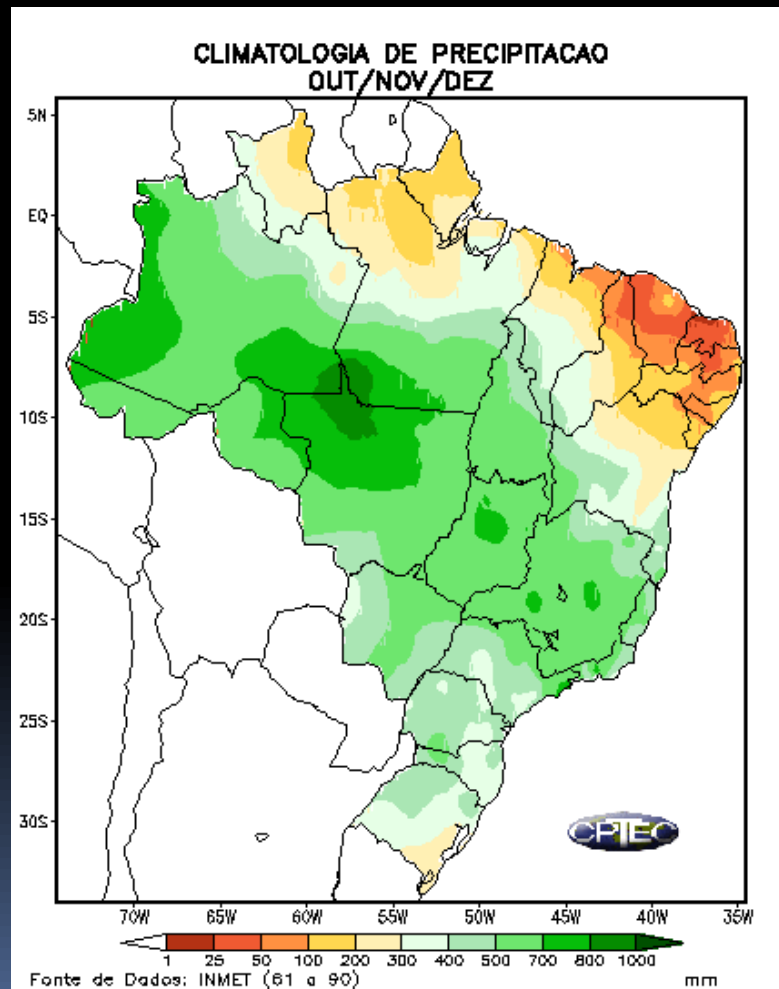 CLIMATOLOGIA DE PRECIPITACAO
OUT/NOV/DEZ
5N
EQ
5S
10S
15S
20S
25S
30S
CPTEC
70W 65W 60W 55W 50W 45W 40W 35W
1 25 50 100 200 300 400 500 700 800 1000
Fonte de Dados: INMET (61 a 90) mm